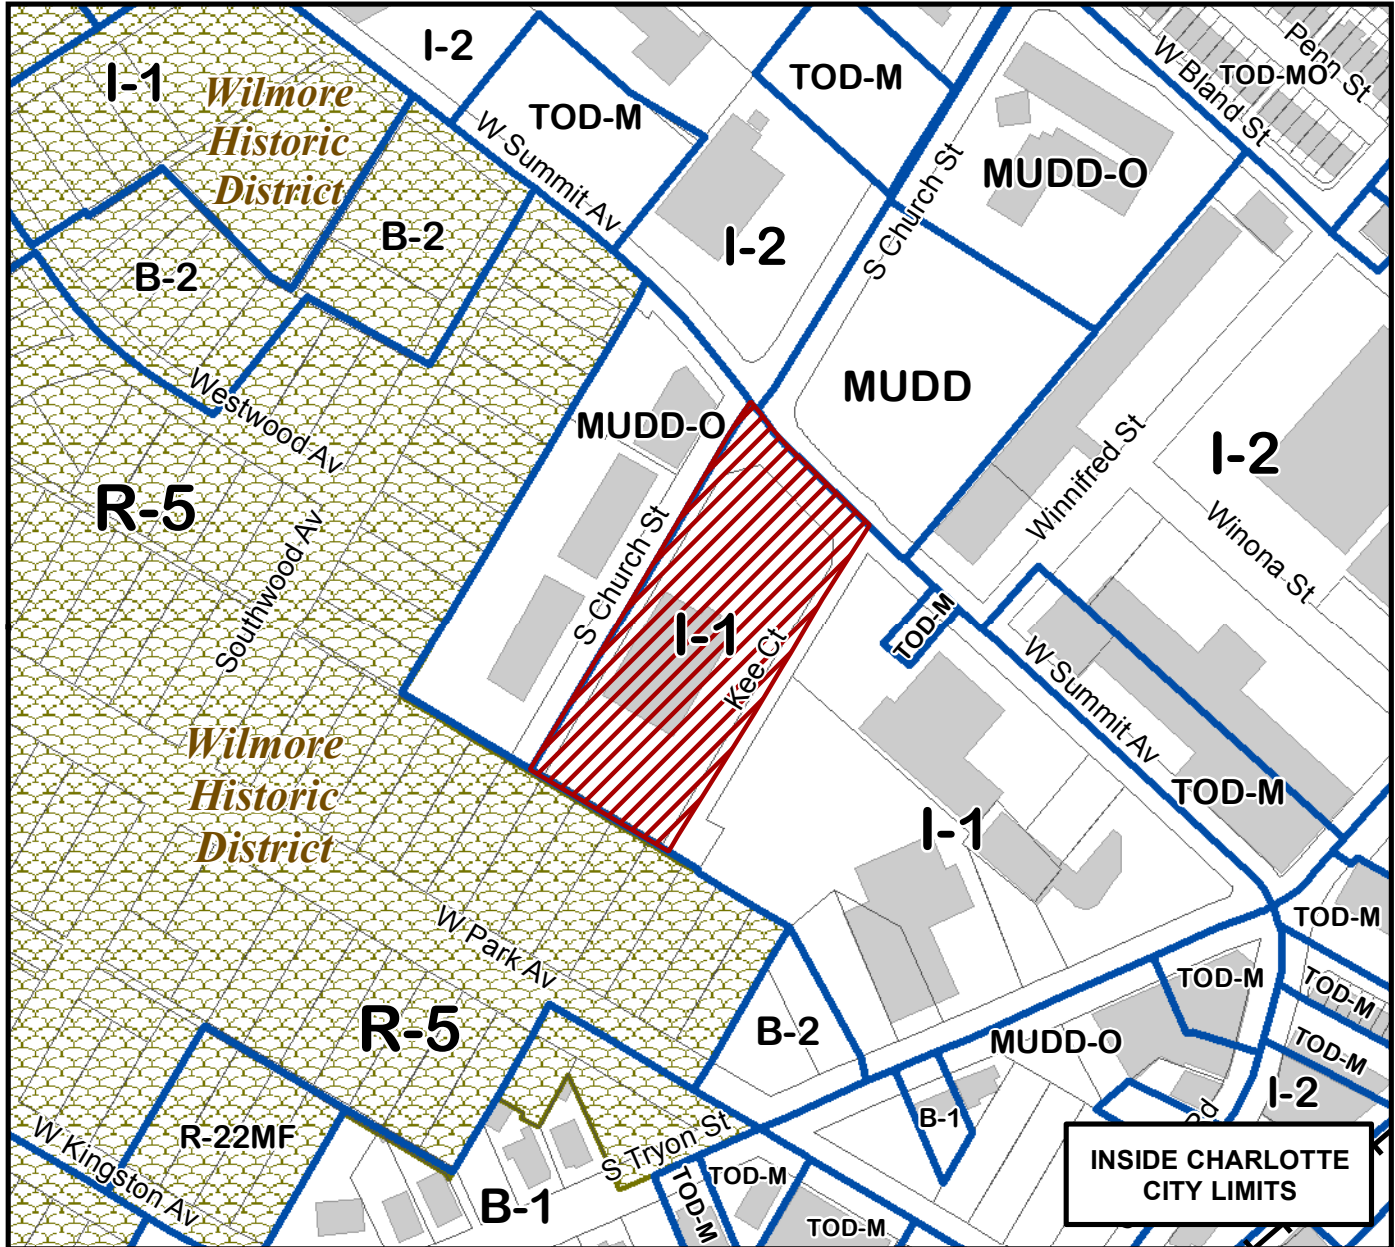 I-2
Penn St
W Bland St
TOD-MO
I-1
Wilmore
Historic
District
TOD-M
TOD-M
W Summit Av
S Church St
MUDD-O
B-2
B-2
I-2
Westwood Av
MUDD-O
MUDD
I-2
Winnifred St
Winona St
R-5
Southwood Av
S Church St
I-1
Kee Ct
TOD-M
W Summit Av
TOD-M
Wilmore
Historic
District
I-1
W Park Av
R-5
B-2
TOD-M
TOD-M
TOD-M
TOD-M
MUDD-O
I-2
B-1
Rd
R-22MF
W Kingston Av
S Tryon St
B-1
TOD-M
TOD-M
TOD-M
INSIDE CHARLOTTE
CITY LIMITS